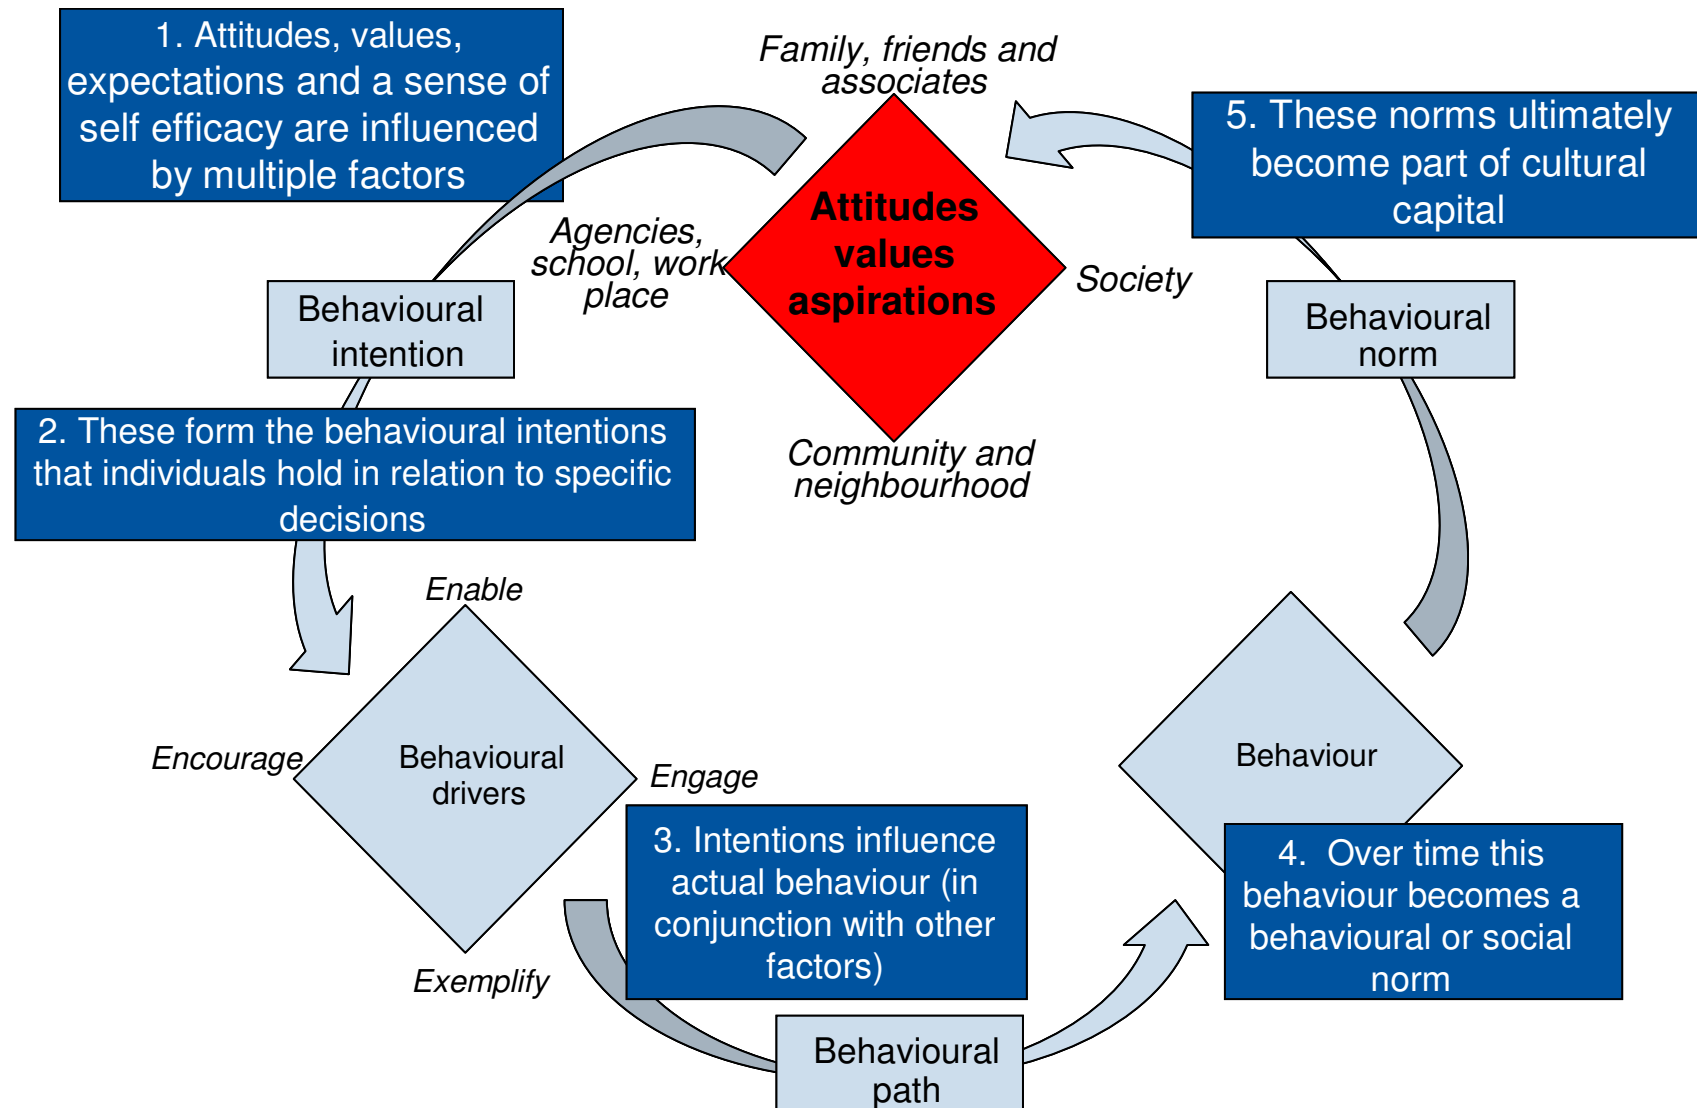 1. Attitudes, values,
expectations and a sense of
self efficacy are influenced
by multiple factors
Family, friends and
associates
5. These norms ultimately
become part of cultural
capital
Attitudes
values
aspirations
Agencies,
school, work
place
Society
Behavioural
intention
Behavioural
norm
2. These form the behavioural intentions
that individuals hold in relation to specific
decisions
Community and
neighbourhood
Enable
Encourage
Behavioural
drivers
Engage
Exemplify
Behaviour
3. Intentions influence
actual behaviour (in
conjunction with other
factors)
4.  Over time this
behaviour becomes a
behavioural or social
norm
Behavioural
path